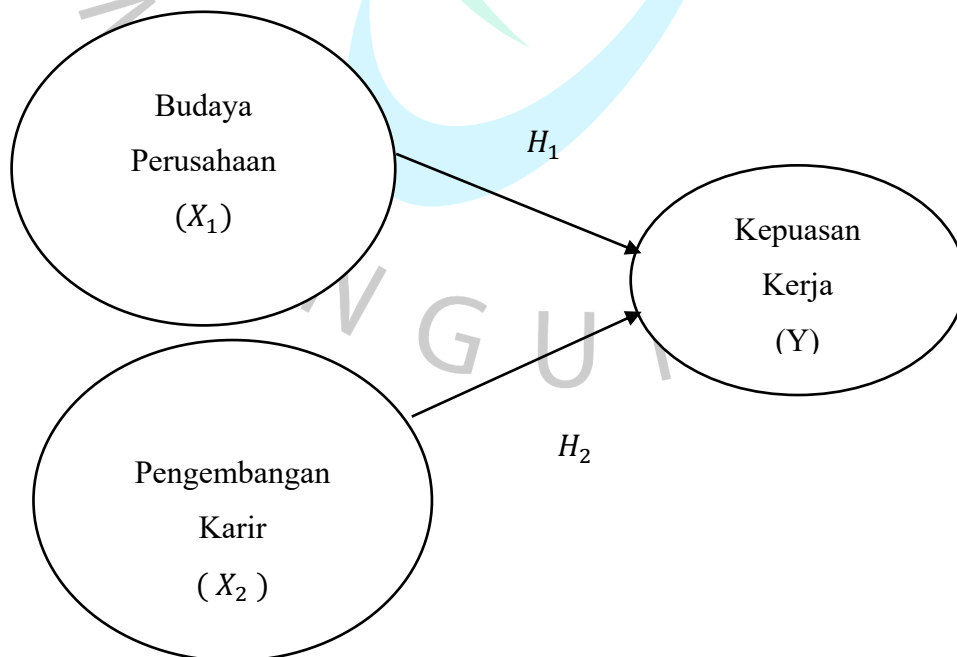 Budaya
Perusahaan
(X₁)
H₁
Kepuasan
Kerja
(Y)
N G U
H₂
Pengembangan
Karir
( X₂ )